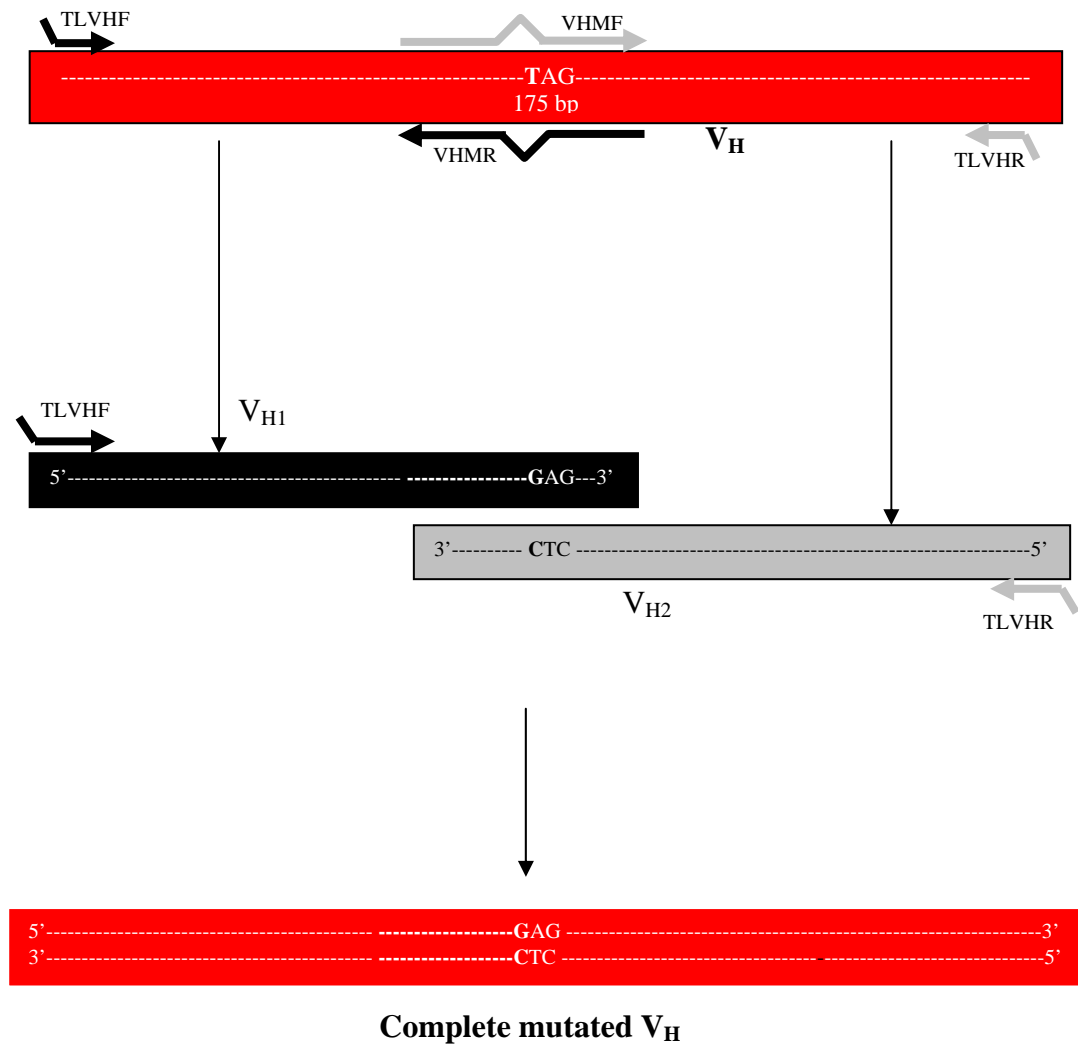 TLVHF
VHMF
-----------------------------------------------------------TAG----------------------------------------------------------
175 bp
VHMR
VH
TLVHR
TLVHF
VH1
5’----------------------------------------------- -----------------GAG---3’
3’---------- CTC ---------------------------------------------------------------5’
VH2
TLVHR
5’---------------------------------------------- ------------------GAG-------------------------------------------------------------3’
3’---------------------------------------------- ------------------CTC -------------------------------------------------------------5’
Complete mutated VH